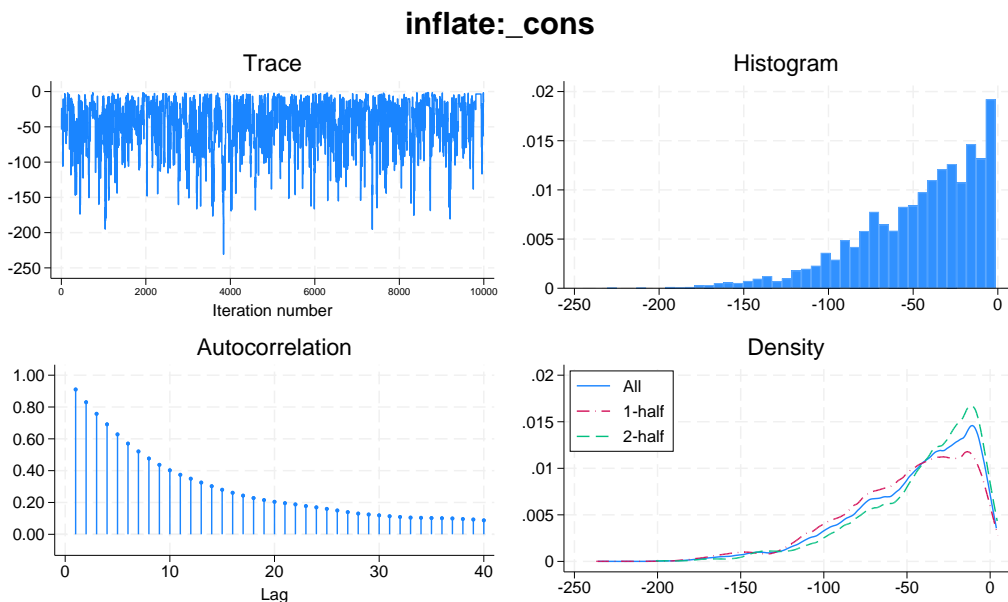 inflate:_cons
Trace
0
-50
-100
-150
-200
-250
0 2000 4000 6000 8000 10000
Iteration number
Histogram
.02
.015
.01
.005
0
-250 -200 -150 -100 -50 0
Autocorrelation
1.00
0.80
0.60
0.40
0.20
0.00
0 10 20 30 40
Lag
Density
.02
.015
.01
.005
0
All
1-half
2-half
-250 -200 -150 -100 -50 0